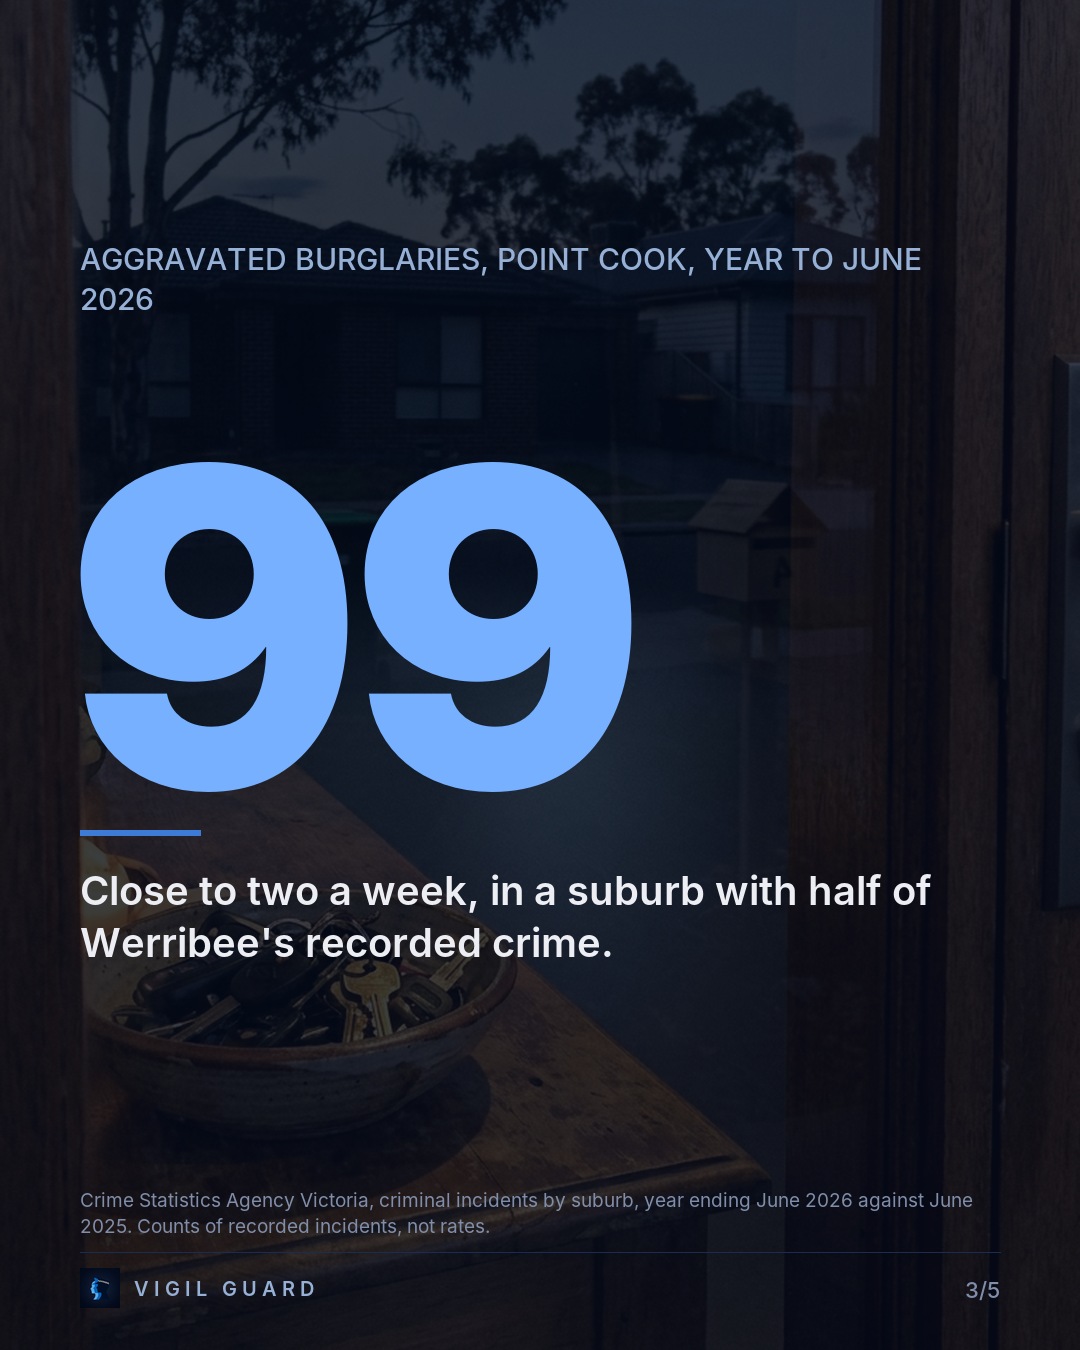 AGGRAVATED BURGLARIES, POINT COOK, YEAR TO JUNE
2026
99
Close to two a week, in a suburb with half of
Werribee's recorded crime.
Crime Statistics Agency Victoria, criminal incidents by suburb, year ending June 2026 against June
2025. Counts of recorded incidents, not rates.
VIGIL GUARD
3/5